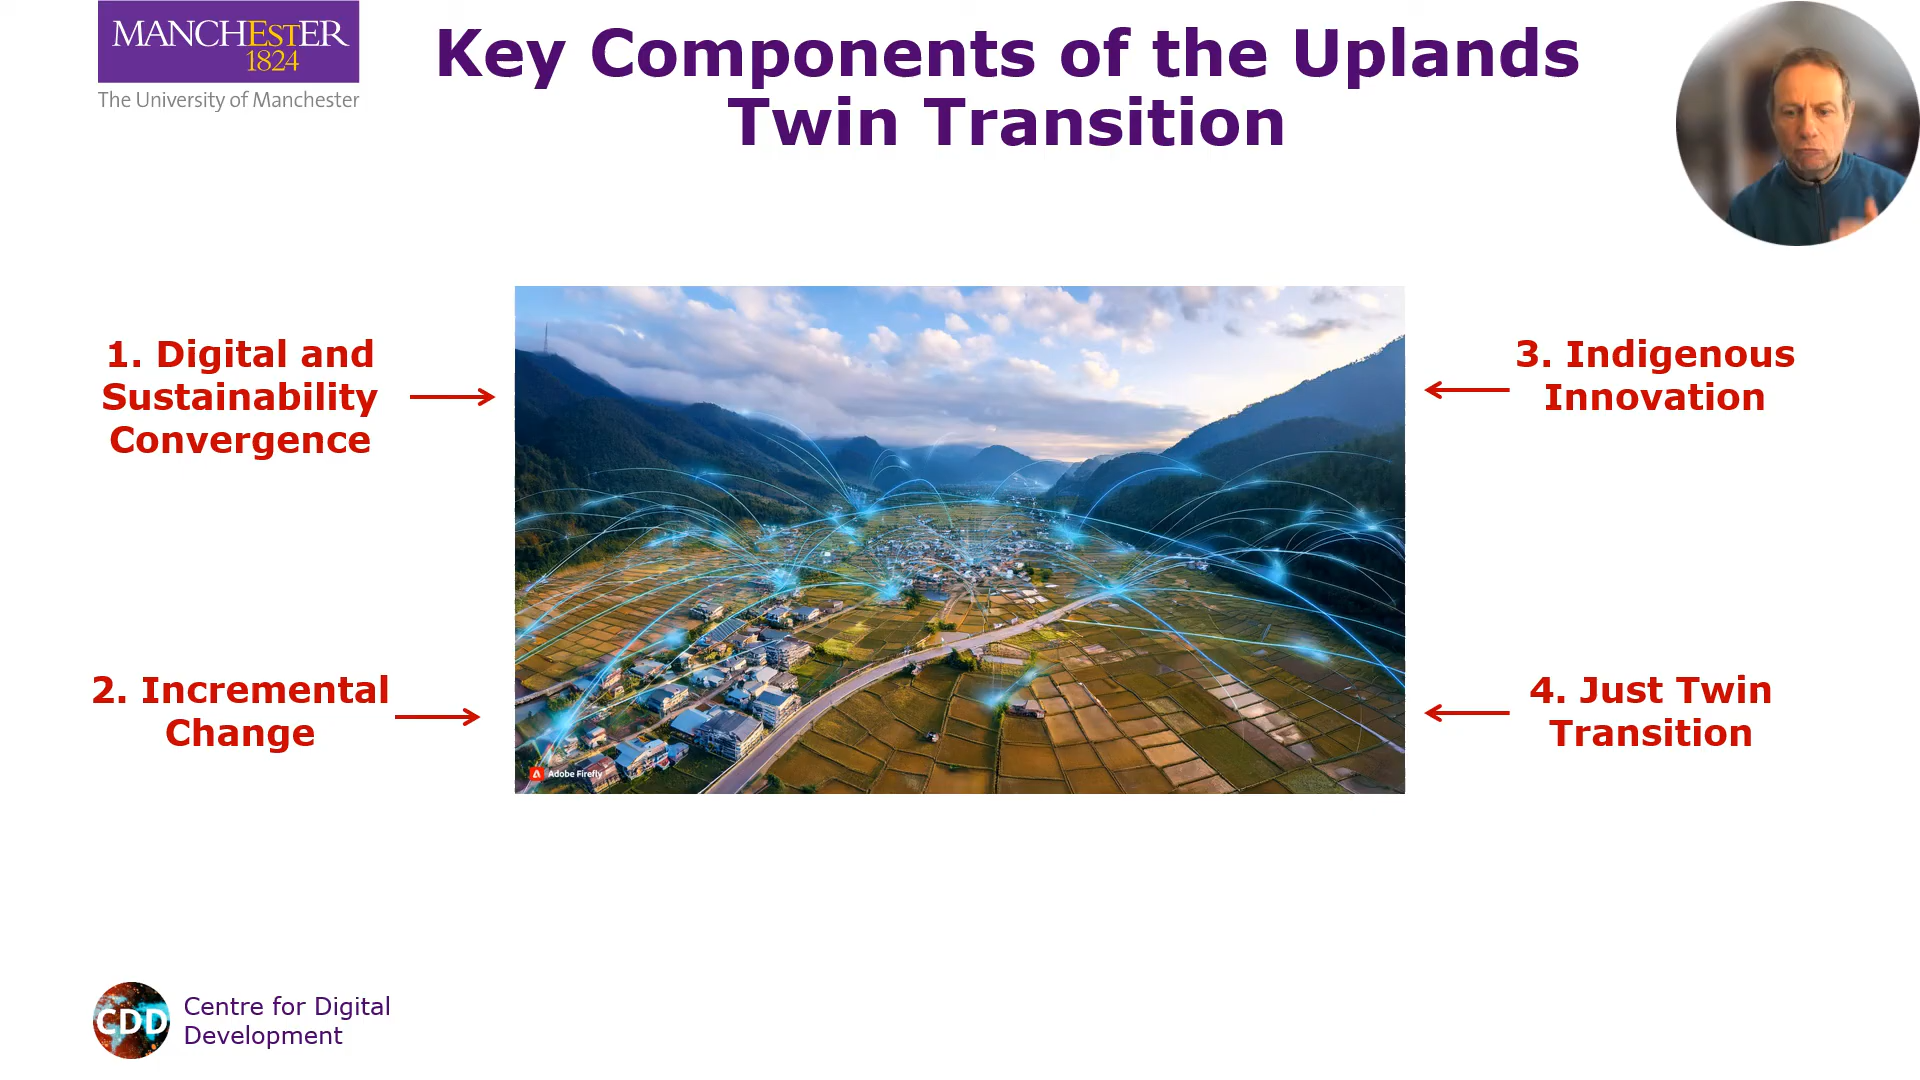 MANCHESTER
1824
The University of Manchester
Key Components of the Uplands
Twin Transition
1. Digital and
Sustainability
Convergence
2. Incremental
Change
3. Indigenous
Innovation
4. Just Twin
Transition
Adobe Firefly
CDD
Centre for Digital
Development